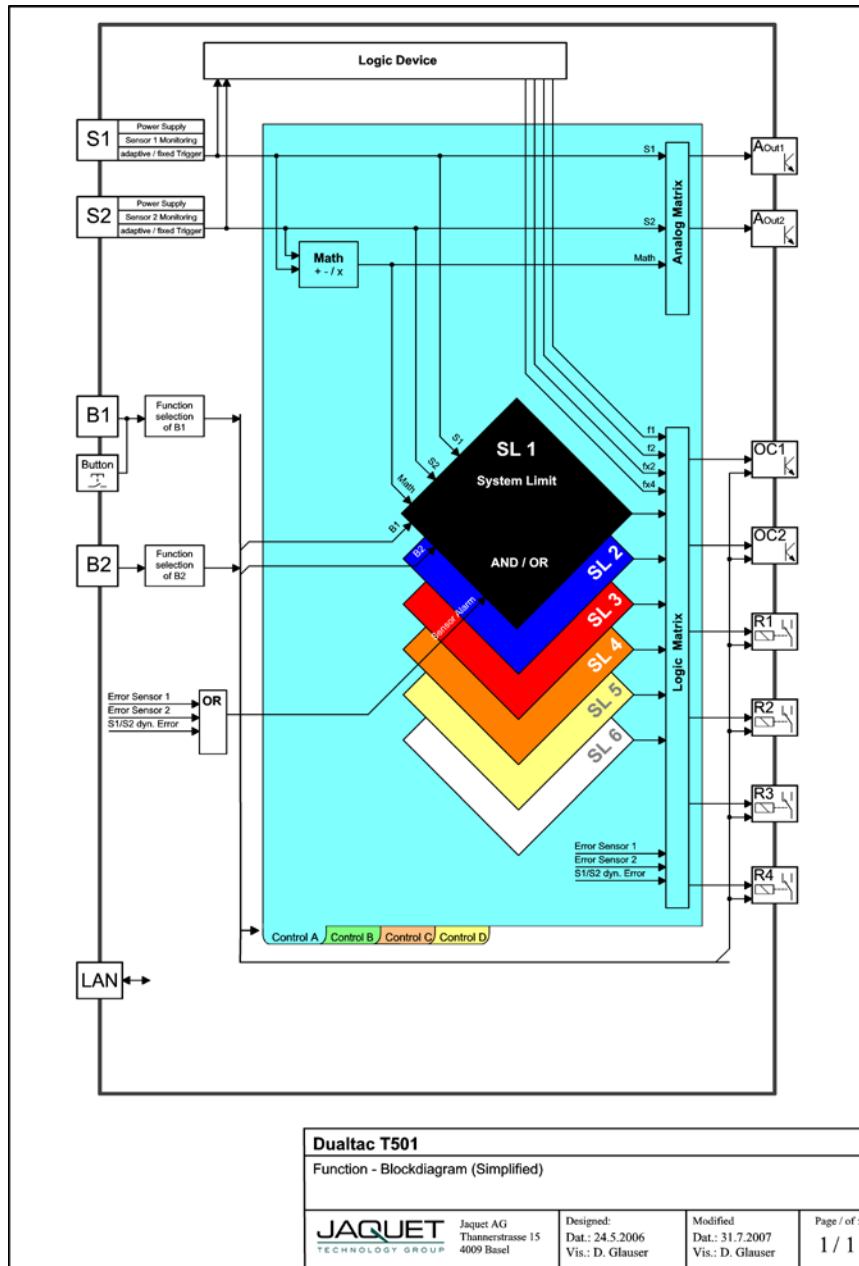 Logic Device
S1
Power Supply
Sensor 1 Monitoring
adaptive / fixed Trigger
S2
Power Supply
Sensor 2 Monitoring
adaptive / fixed Trigger
S1
S2
Math
Analog Matrix
AOut1
AOut2
Math
+ - / x
B1
Function
selection
of B1
Button
B2
Function
selection
of B2
S1
S2
Math
B1
B2
Sensor Alarm
SL 1
System Limit
AND / OR
SL 2
SL 3
SL 4
SL 5
SL 6
f1
f2
fx2
fx4
Logic Matrix
OC1
OC2
R1
R2
R3
R4
Error Sensor 1
Error Sensor 2
S1/S2 dyn. Error
OR
Error Sensor 1
Error Sensor 2
S1/S2 dyn. Error
Control A
Control B
Control C
Control D
LAN
Dualtac T501
Function - Blockdiagram (Simplified)
JAQUET
TECHNOLOGY GROUP
Jaquet AG
Thannerstrasse 15
4009 Basel
Designed:
Dat.: 24.5.2006
Vis.: D. Glauser
Modified
Dat.: 31.7.2007
Vis.: D. Glauser
Page / of
1 / 1